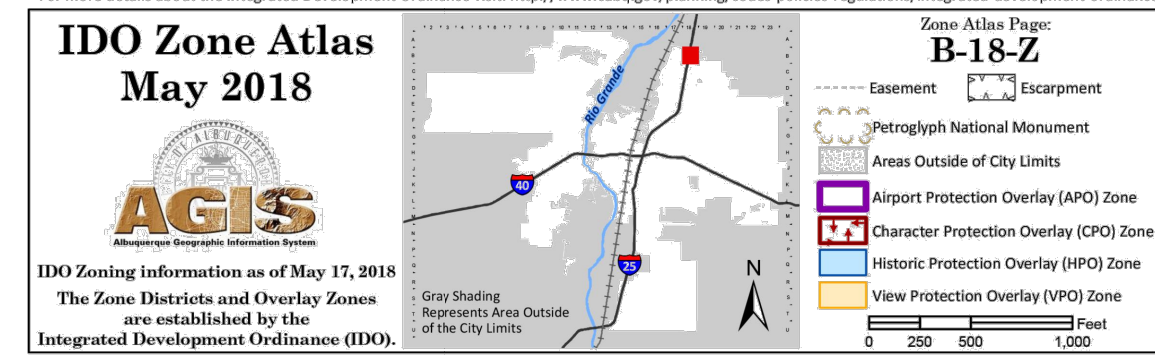 IDO Zone Atlas
May 2018
AGIS
Albuquerque Geographic Information System
IDO Zoning information as of May 17, 2018
The Zone Districts and Overlay Zones
are established by the
Integrated Development Ordinance (IDO).
Rio Grande
40
25
N
Gray Shading
Represents Area Outside
of the City Limits
Zone Atlas Page:
B-18-Z
Easement
Escarpment
Petroglyph National Monument
Areas Outside of City Limits
Airport Protection Overlay (APO) Zone
Character Protection Overlay (CPO) Zone
Historic Protection Overlay (HPO) Zone
View Protection Overlay (VPO) Zone
Feet
0 250 500 1,000